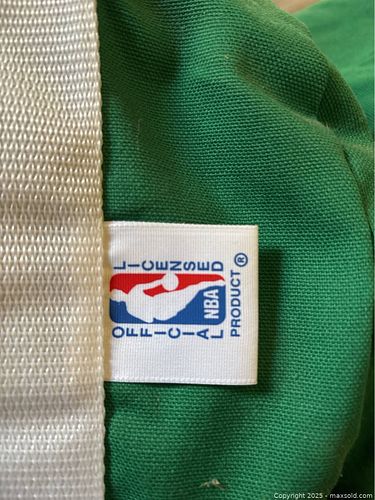 OFFICIAL
NBA
LICENSED
PRODUCT®
Copyright 2025 - maxsold.com